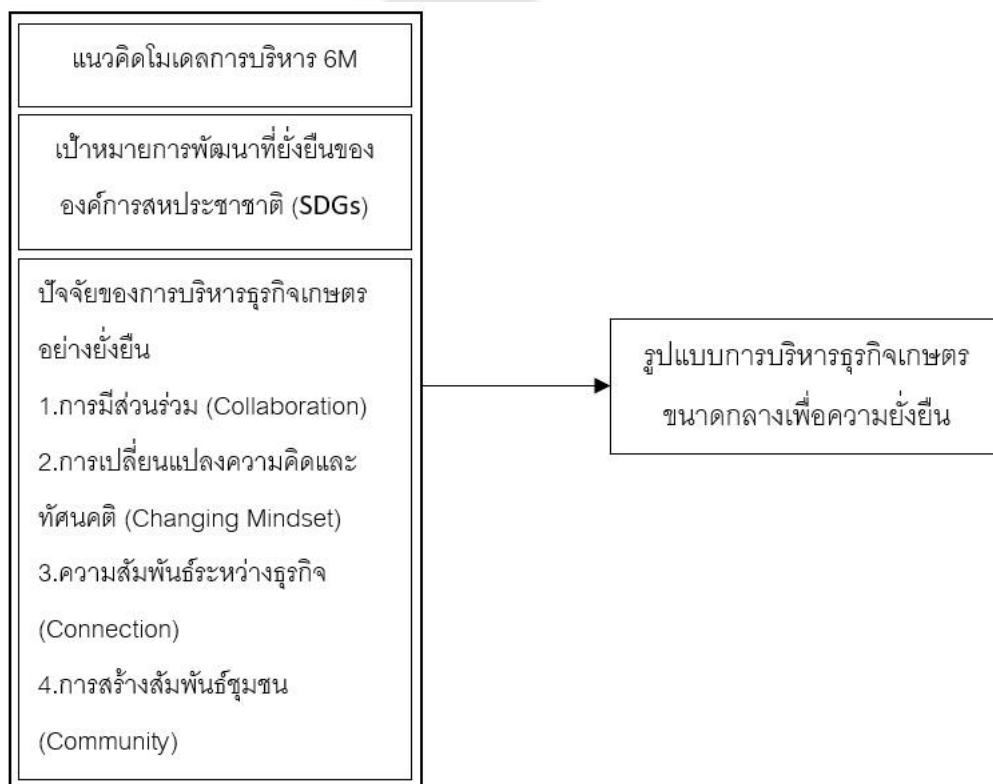 แนวคิดโมเดลการบริหาร 6M
เป้าหมายการพัฒนาที่ยั่งยืนของ
องค์การสหประชาชาติ (SDGs)
ปัจจัยของการบริหารธุรกิจเกษตร
อย่างยั่งยืน
1.การมีส่วนร่วม (Collaboration)
2.การเปลี่ยนแปลงความคิดและ
ทัศนคติ (Changing Mindset)
3.ความสัมพันธ์ระหว่างธุรกิจ
(Connection)
4.การสร้างสัมพันธ์ชุมชน
(Community)
รูปแบบการบริหารธุรกิจเกษตร
ขนาดกลางเพื่อความยั่งยืน